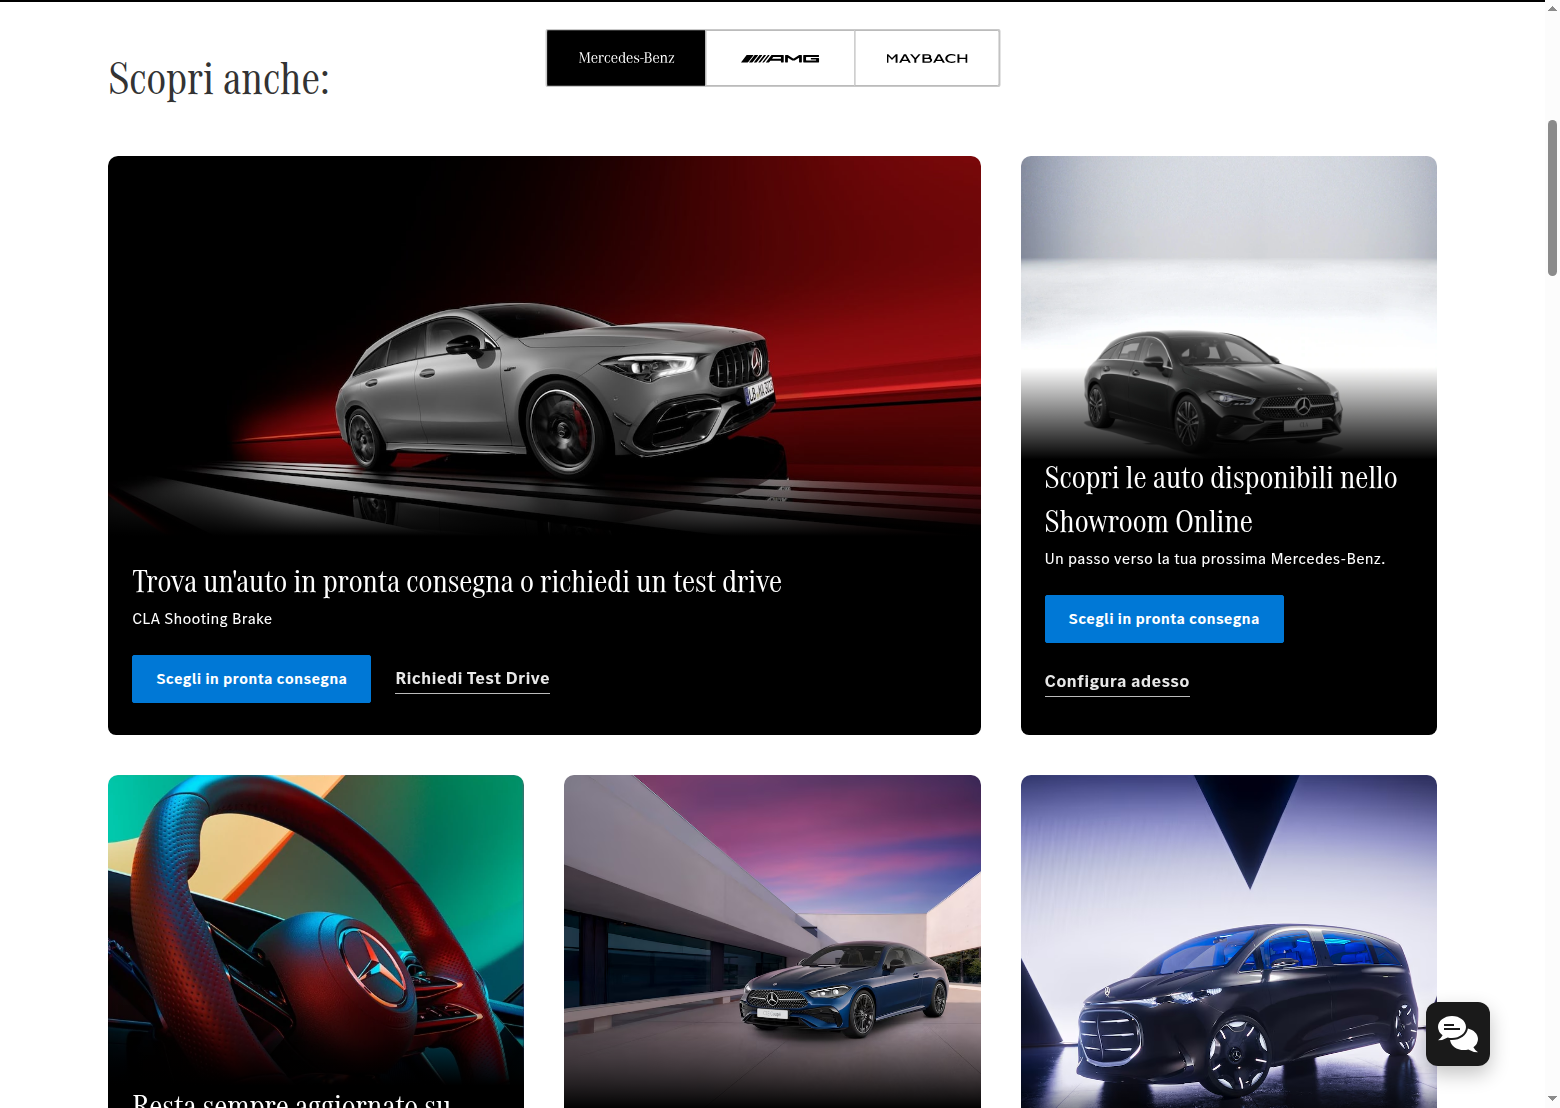 Scopri anche:
Mercedes-Benz
AMG
MAYBACH
Trova un'auto in pronta consegna o richiedi un test drive
CLA Shooting Brake
Scegli in pronta consegna
Richiedi Test Drive
Scopri le auto disponibili nello
Showroom Online
Un passo verso la tua prossima Mercedes-Benz.
Scegli in pronta consegna
Configura adesso
Resta sempre aggiornato su